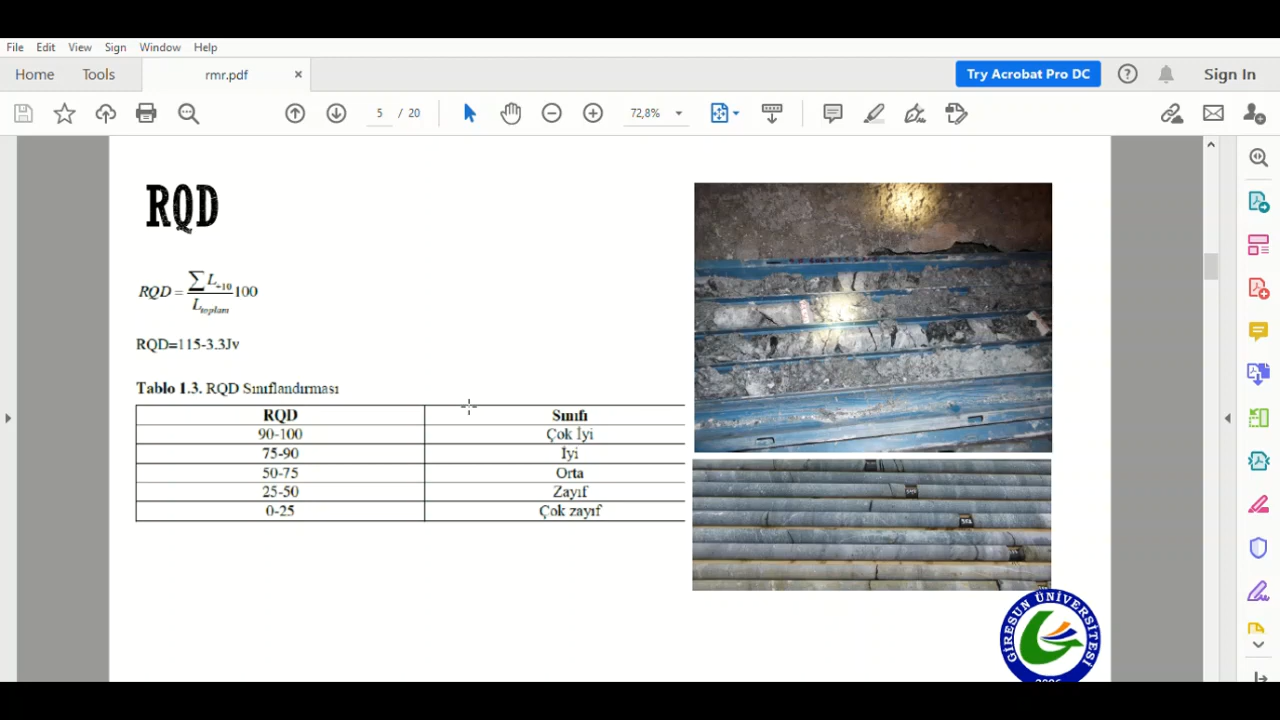 File Edit View Sign Window Help
Home Tools rmr.pdf × Try Acrobat Pro DC Sign In
5 / 20 72,8%
RQD
RQD = ∑L+10 / Ltoplam 100
RQD=115-3.3Jv
Tablo 1.3. RQD Sınıflandırması
RQD Sınıfı
90-100 Çok İyi
75-90 İyi
50-75 Orta
25-50 Zayıf
0-25 Çok zayıf
GİRESUN ÜNİVERSİTESİ